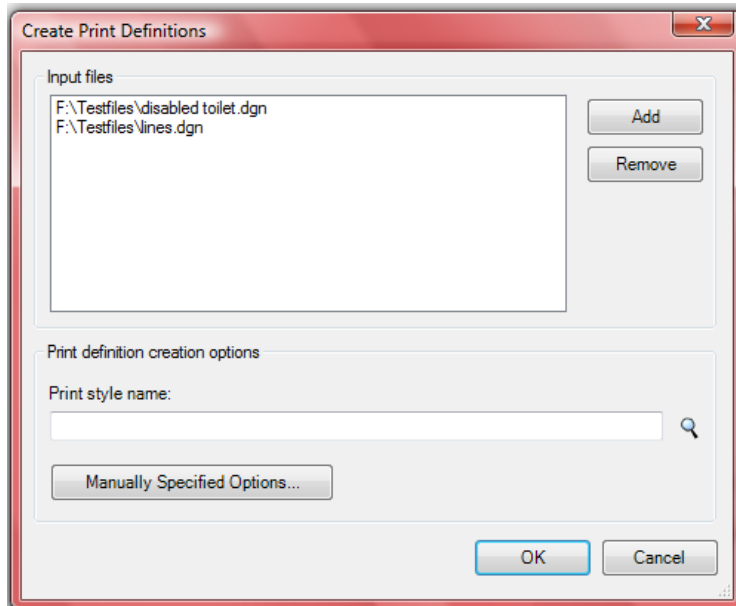 Create Print Definitions
Input files
F:\Testfiles\disabled toilet.dgn
F:\Testfiles\lines.dgn
Add
Remove
Print definition creation options
Print style name:
Manually Specified Options...
OK
Cancel